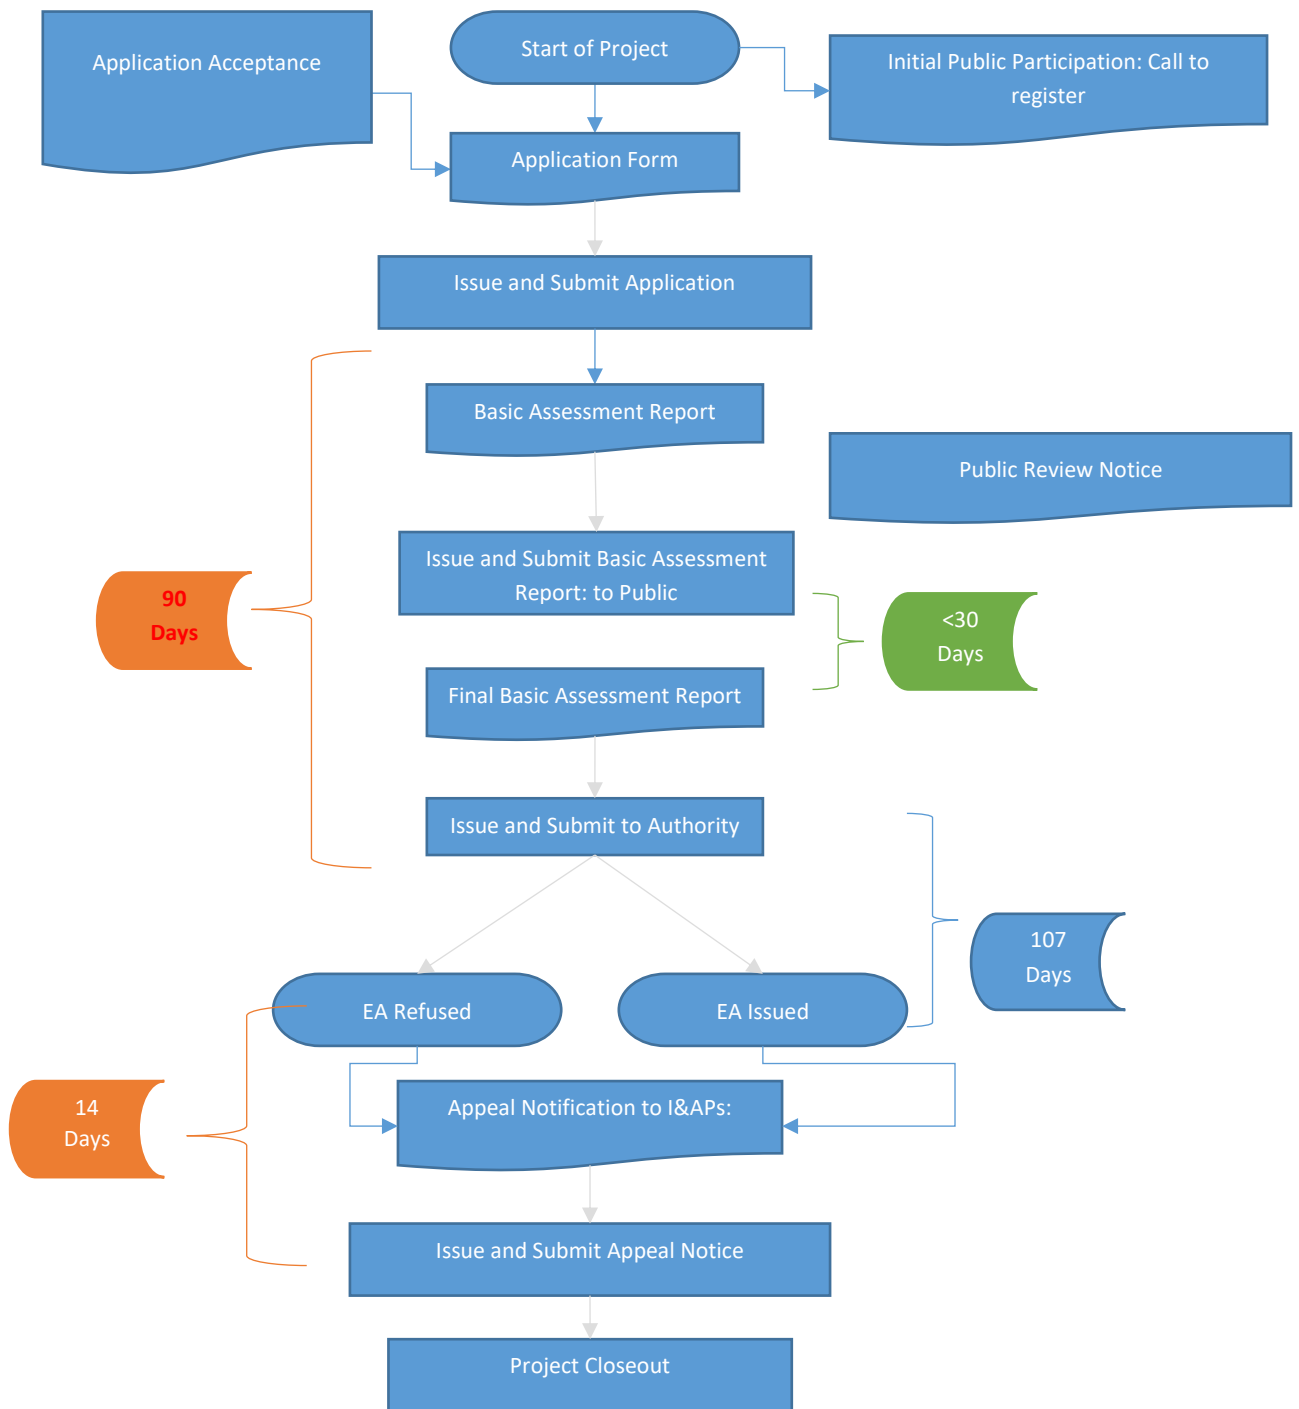 Application Acceptance
Start of Project
Initial Public Participation: Call to
register
Application Form
Issue and Submit Application
Basic Assessment Report
Public Review Notice
Issue and Submit Basic Assessment
Report: to Public
90
Days
<30
Days
Final Basic Assessment Report
Issue and Submit to Authority
107
Days
EA Refused
EA Issued
14
Days
Appeal Notification to I&APs:
Issue and Submit Appeal Notice
Project Closeout